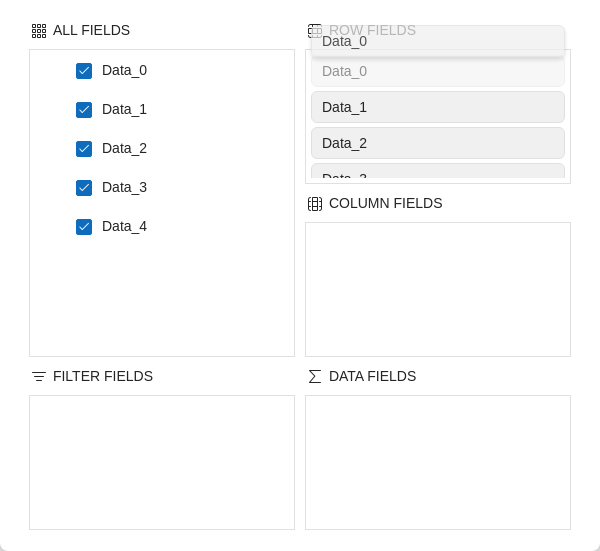 ALL FIELDS
Data_0
Data_1
Data_2
Data_3
Data_4
ROW FIELDS
Data_0
Data_0
Data_1
Data_2
COLUMN FIELDS
FILTER FIELDS
DATA FIELDS